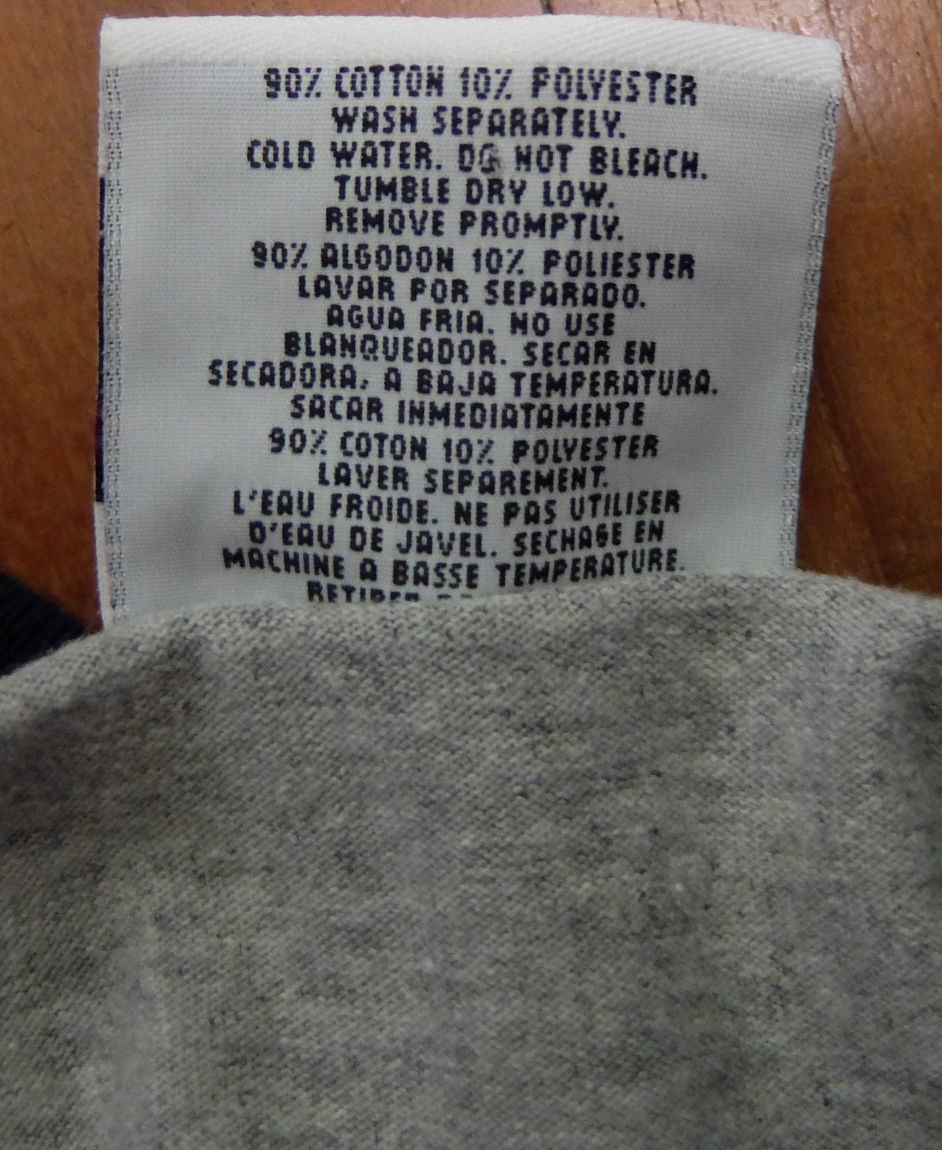 90% COTTON 10% POLYESTER
WASH SEPARATELY.
COLD WATER. DO NOT BLEACH.
TUMBLE DRY LOW.
REMOVE PROMPTLY.
90% ALGODON 10% POLIESTER
LAVAR POR SEPARADO.
AGUA FRIA. NO USE
BLANQUEADOR. SECAR EN
SECADORA, A BAJA TEMPERATURA.
SACAR INMEDIATAMENTE
90% COTON 10% POLYESTER
LAVER SEPAREMENT.
L'EAU FROIDE. NE PAS UTILISER
D'EAU DE JAVEL. SECHAGE EN
MACHINE A BASSE TEMPERATURE.
RETIRER